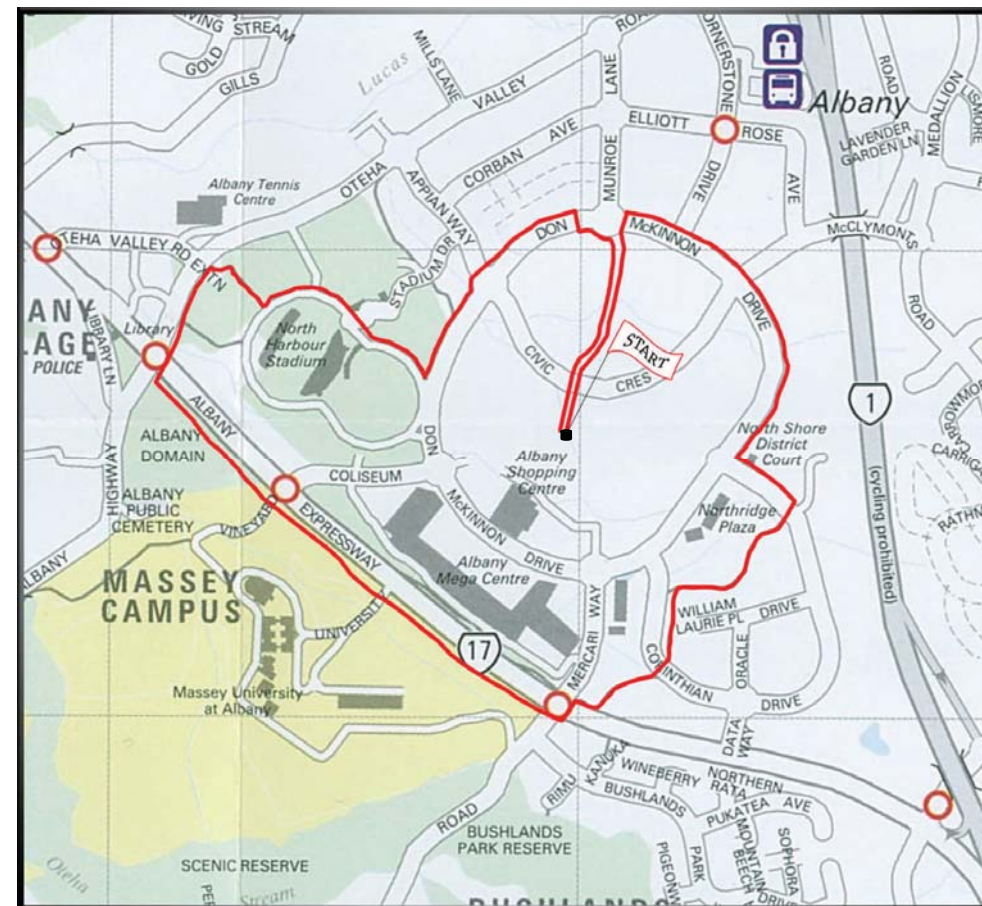 STREAM
GOLD
GILLS
Lucas
MILLS LANE
VALLEY
OTEHA
LANE
MUNROE
CORNERSTONE
DRIVE
ELLIOTT
ROSE
AVE
Albany
ROAD
MEDALLION
LAVENDER
GARDEN LN
CORBAN AVE
APPIAN WAY
STADIUM DR
Albany Tennis
Centre
OTEHA VALLEY RD EXTN
DON
McKINNON
DRIVE
McCLYMONTS
ROAD
LIBRARY LN
Library
POLICE
North
Harbour
Stadium
START
CIVIC
CRES
1
(cycling prohibited)
ALBANY
EXPRESSWAY
ALBANY
DOMAIN
HIGHWAY
ALBANY
PUBLIC
CEMETERY
COLISEUM
DON
McKINNON
DRIVE
Albany
Shopping
Centre
North Shore
District
Court
Northridge
Plaza
VINEYARD
MASSEY
CAMPUS
UNIVERSITY
Albany
Mega Centre
MERCARI WAY
WILLIAM
LAURIE PL
DRIVE
ORACLE
CORINTHIAN
DRIVE
DATA
WAY
17
Massey University
at Albany
RIMU
KANUKA
WINEBERRY
NORTHERN
RATA
BUSHLANDS
PUKATEA AVE
ROAD
BUSHLANDS
PARK RESERVE
PARK
MOUNTAIN
BEECH
SOPHORA
SCENIC RESERVE
Oteha
Stream